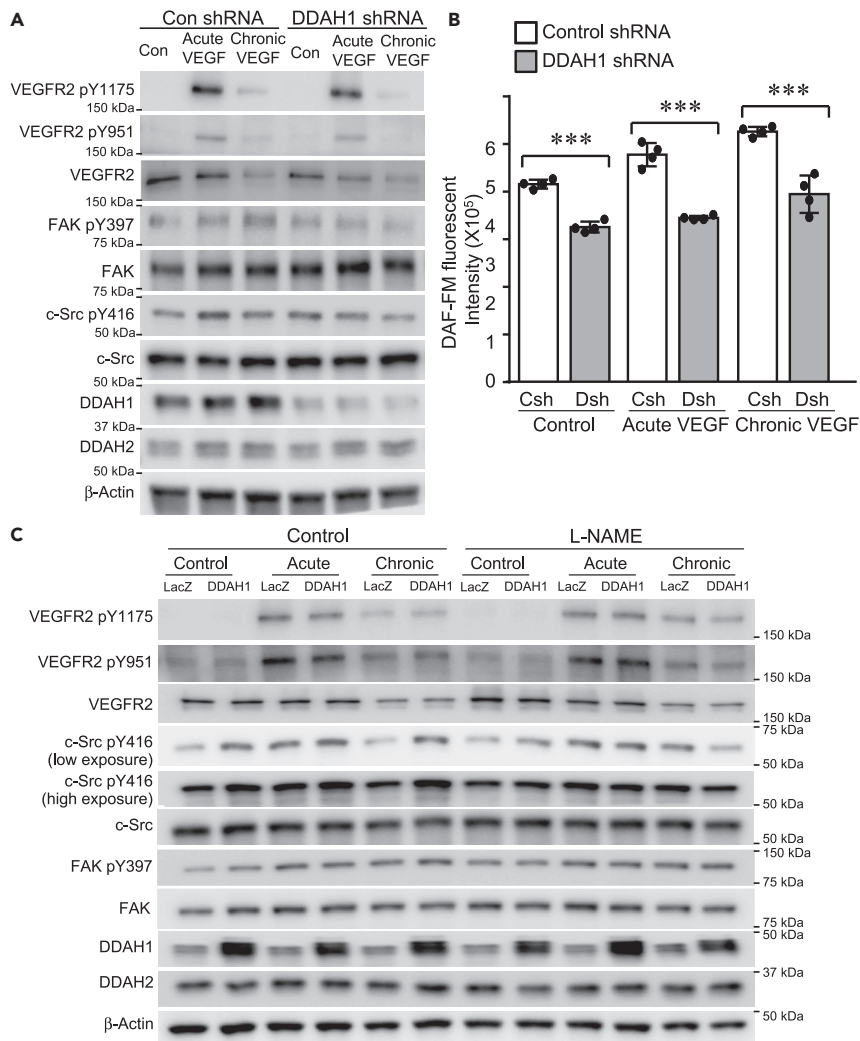 A
Con shRNA DDAH1 shRNA
Con Acute VEGF Chronic VEGF Con Acute VEGF Chronic VEGF
VEGFR2 pY1175
150 kDa
VEGFR2 pY951
150 kDa
VEGFR2
150 kDa
FAK pY397
75 kDa
FAK
75 kDa
c-Src pY416
50 kDa
c-Src
50 kDa
DDAH1
37 kDa
DDAH2
50 kDa
β-Actin
B
Control shRNA
DDAH1 shRNA
DAF-FM fluorescent
Intensity (X10⁵)
6
5
4
2
1
0
*** *** ***
Csh Dsh Csh Dsh Csh Dsh
Control Acute VEGF Chronic VEGF
C
Control L-NAME
Control Acute Chronic Control Acute Chronic
LacZ DDAH1 LacZ DDAH1 LacZ DDAH1 LacZ DDAH1 LacZ DDAH1 LacZ DDAH1
VEGFR2 pY1175
150 kDa
VEGFR2 pY951
150 kDa
VEGFR2
150 kDa
75 kDa
c-Src pY416
(low exposure)
50 kDa
c-Src pY416
(high exposure)
50 kDa
c-Src
50 kDa
150 kDa
FAK pY397
75 kDa
FAK
75 kDa
50 kDa
DDAH1
37 kDa
DDAH2
50 kDa
β-Actin